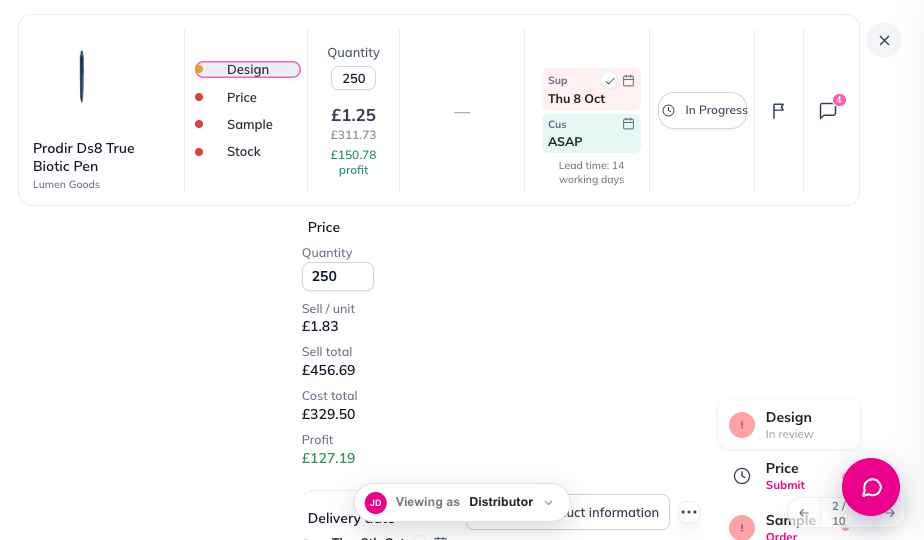 Prodir Ds8 True
Biotic Pen
Lumen Goods
Design
Price
Sample
Stock
Quantity
250
£1.25
£311.73
£150.78
profit
—
Sup
Thu 8 Oct
Cus
ASAP
Lead time: 14
working days
In Progress
4
Price
Quantity
250
Sell / unit
£1.83
Sell total
£456.69
Cost total
£329.50
Profit
£127.19
Delivery date
uct information
JD Viewing as Distributor
! Design
In review
Price
Submit
! Sample
Order
2 /
10